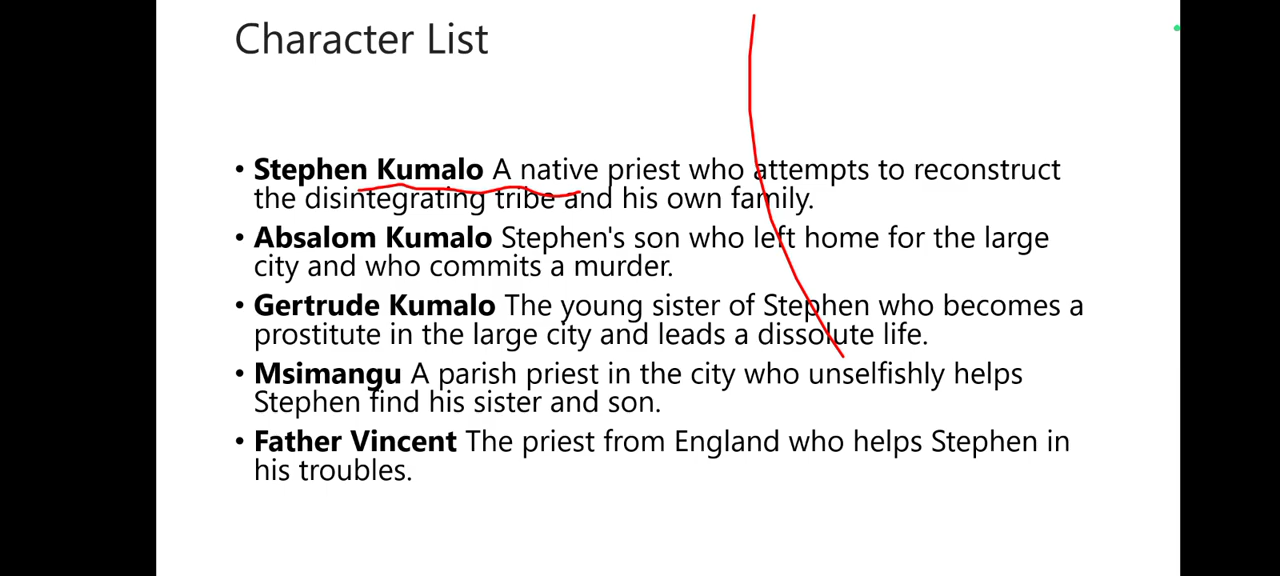 Character List
• Stephen Kumalo A native priest who attempts to reconstruct
the disintegrating tribe and his own family.
• Absalom Kumalo Stephen's son who left home for the large
city and who commits a murder.
• Gertrude Kumalo The young sister of Stephen who becomes a
prostitute in the large city and leads a dissolute life.
• Msimangu A parish priest in the city who unselfishly helps
Stephen find his sister and son.
• Father Vincent The priest from England who helps Stephen in
his troubles.